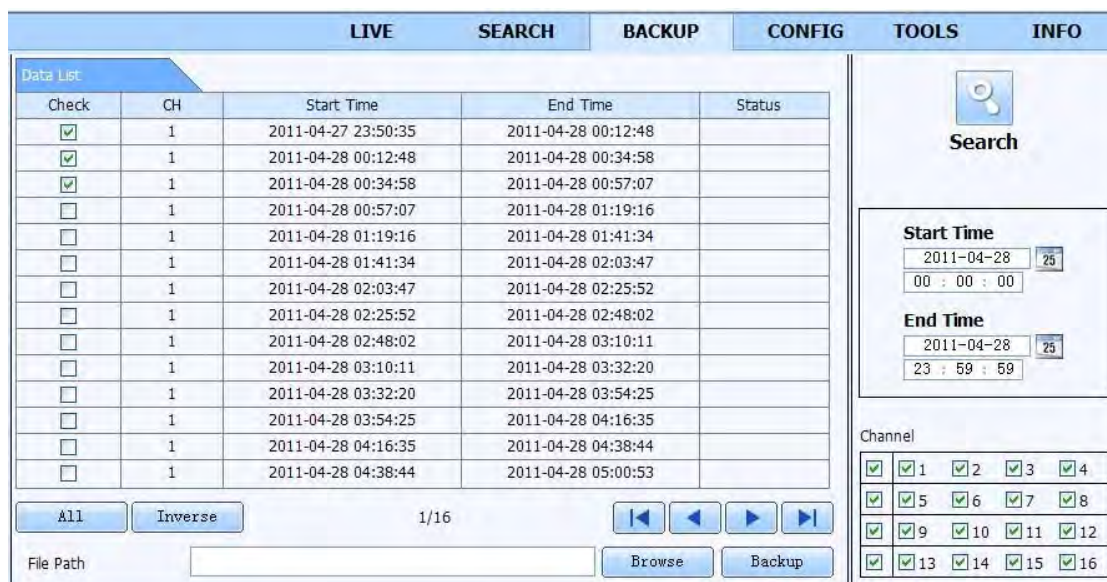 LIVE SEARCH BACKUP CONFIG TOOLS INFO
Data List
Check CH Start Time End Time Status
1 2011-04-27 23:50:35 2011-04-28 00:12:48
1 2011-04-28 00:12:48 2011-04-28 00:34:58
1 2011-04-28 00:34:58 2011-04-28 00:57:07
1 2011-04-28 00:57:07 2011-04-28 01:19:16
1 2011-04-28 01:19:16 2011-04-28 01:41:34
1 2011-04-28 01:41:34 2011-04-28 02:03:47
1 2011-04-28 02:03:47 2011-04-28 02:25:52
1 2011-04-28 02:25:52 2011-04-28 02:48:02
1 2011-04-28 02:48:02 2011-04-28 03:10:11
1 2011-04-28 03:10:11 2011-04-28 03:32:20
1 2011-04-28 03:32:20 2011-04-28 03:54:25
1 2011-04-28 03:54:25 2011-04-28 04:16:35
1 2011-04-28 04:16:35 2011-04-28 04:38:44
1 2011-04-28 04:38:44 2011-04-28 05:00:53
All Inverse 1/16
File Path Browse Backup
Search
Start Time
2011-04-28 25
00 : 00 : 00
End Time
2011-04-28 25
23 : 59 : 59
Channel
1 2 3 4
5 6 7 8
9 10 11 12
13 14 15 16